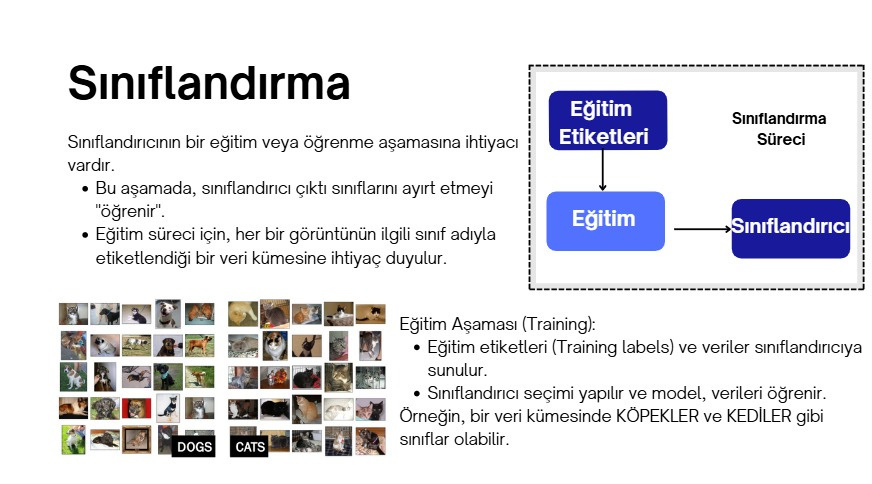 Sınıflandırma
Sınıflandırıcının bir eğitim veya öğrenme aşamasına ihtiyacı
vardır.
• Bu aşamada, sınıflandırıcı çıktı sınıflarını ayırt etmeyi
"öğrenir".
• Eğitim süreci için, her bir görüntünün ilgili sınıf adıyla
etiketlendiği bir veri kümesine ihtiyaç duyulur.
Eğitim
Etiketleri
Sınıflandırma
Süreci
Eğitim
Sınıflandırıcı
DOGS
CATS
Eğitim Aşaması (Training):
• Eğitim etiketleri (Training labels) ve veriler sınıflandırıcıya
sunulur.
• Sınıflandırıcı seçimi yapılır ve model, verileri öğrenir.
Örneğin, bir veri kümesinde KÖPEKLER ve KEDİLER gibi
sınıflar olabilir.